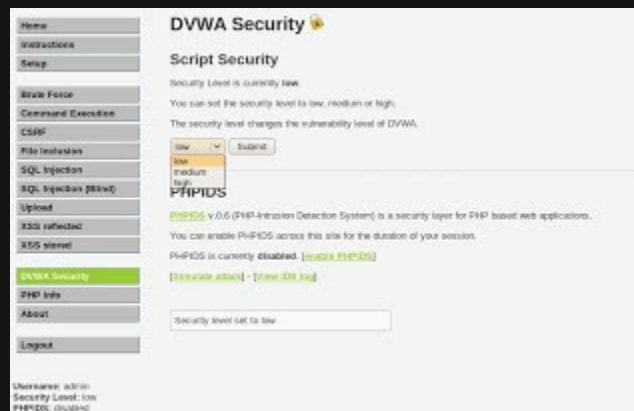 Home
Instructions
Setup
Brute Force
Command Execution
CSRF
File Inclusion
SQL Injection
SQL Injection (Blind)
Upload
XSS reflected
XSS stored
DVWA Security
PHP Info
About
Logout
Username: admin
Security Level: low
PHPIDS: disabled
DVWA Security
Script Security
Security Level is currently low.
You can set the security level to low, medium or high.
The security level changes the vulnerability level of DVWA.
low Submit
low
medium
high
PHPIDS
PHPIDS v.0.6 (PHP-Intrusion Detection System) is a security layer for PHP based web applications.
You can enable PHPIDS across this site for the duration of your session.
PHPIDS is currently disabled. [enable PHPIDS]
[Simulate attack] - [View IDS log]
Security level set to low